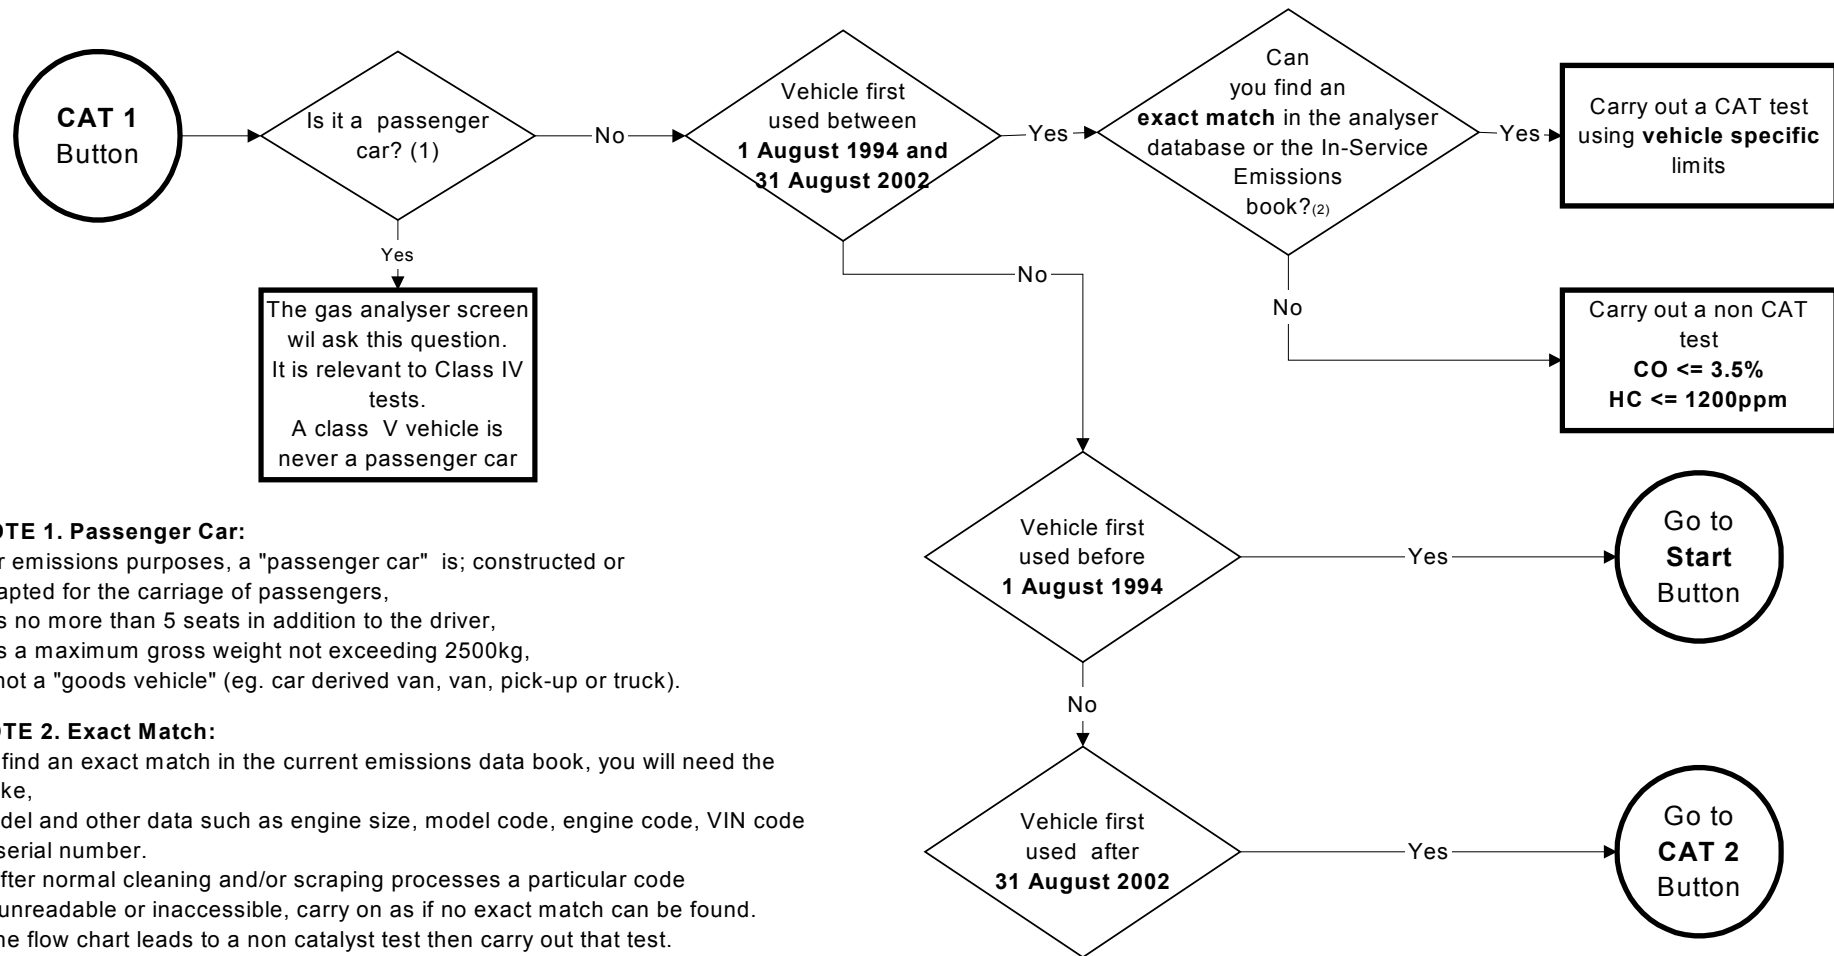 CAT 1
Button
Is it a passenger
car? (1)
No
Yes
The gas analyser screen
wil ask this question.
It is relevant to Class IV
tests.
A class V vehicle is
never a passenger car
Vehicle first
used between
1 August 1994 and
31 August 2002
Yes
No
Can
you find an
exact match in the analyser
database or the In-Service
Emissions
book?(2)
Yes
No
Carry out a CAT test
using vehicle specific
limits
Carry out a non CAT
test
CO <= 3.5%
HC <= 1200ppm
Vehicle first
used before
1 August 1994
Yes
No
Go to
Start
Button
Vehicle first
used after
31 August 2002
Yes
Go to
CAT 2
Button
OTE 1. Passenger Car:
r emissions purposes, a "passenger car" is; constructed or
apted for the carriage of passengers,
s no more than 5 seats in addition to the driver,
s a maximum gross weight not exceeding 2500kg,
not a "goods vehicle" (eg. car derived van, van, pick-up or truck).
OTE 2. Exact Match:
find an exact match in the current emissions data book, you will need the
ke,
del and other data such as engine size, model code, engine code, VIN code
serial number.
fter normal cleaning and/or scraping processes a particular code
unreadable or inaccessible, carry on as if no exact match can be found.
ne flow chart leads to a non catalyst test then carry out that test.